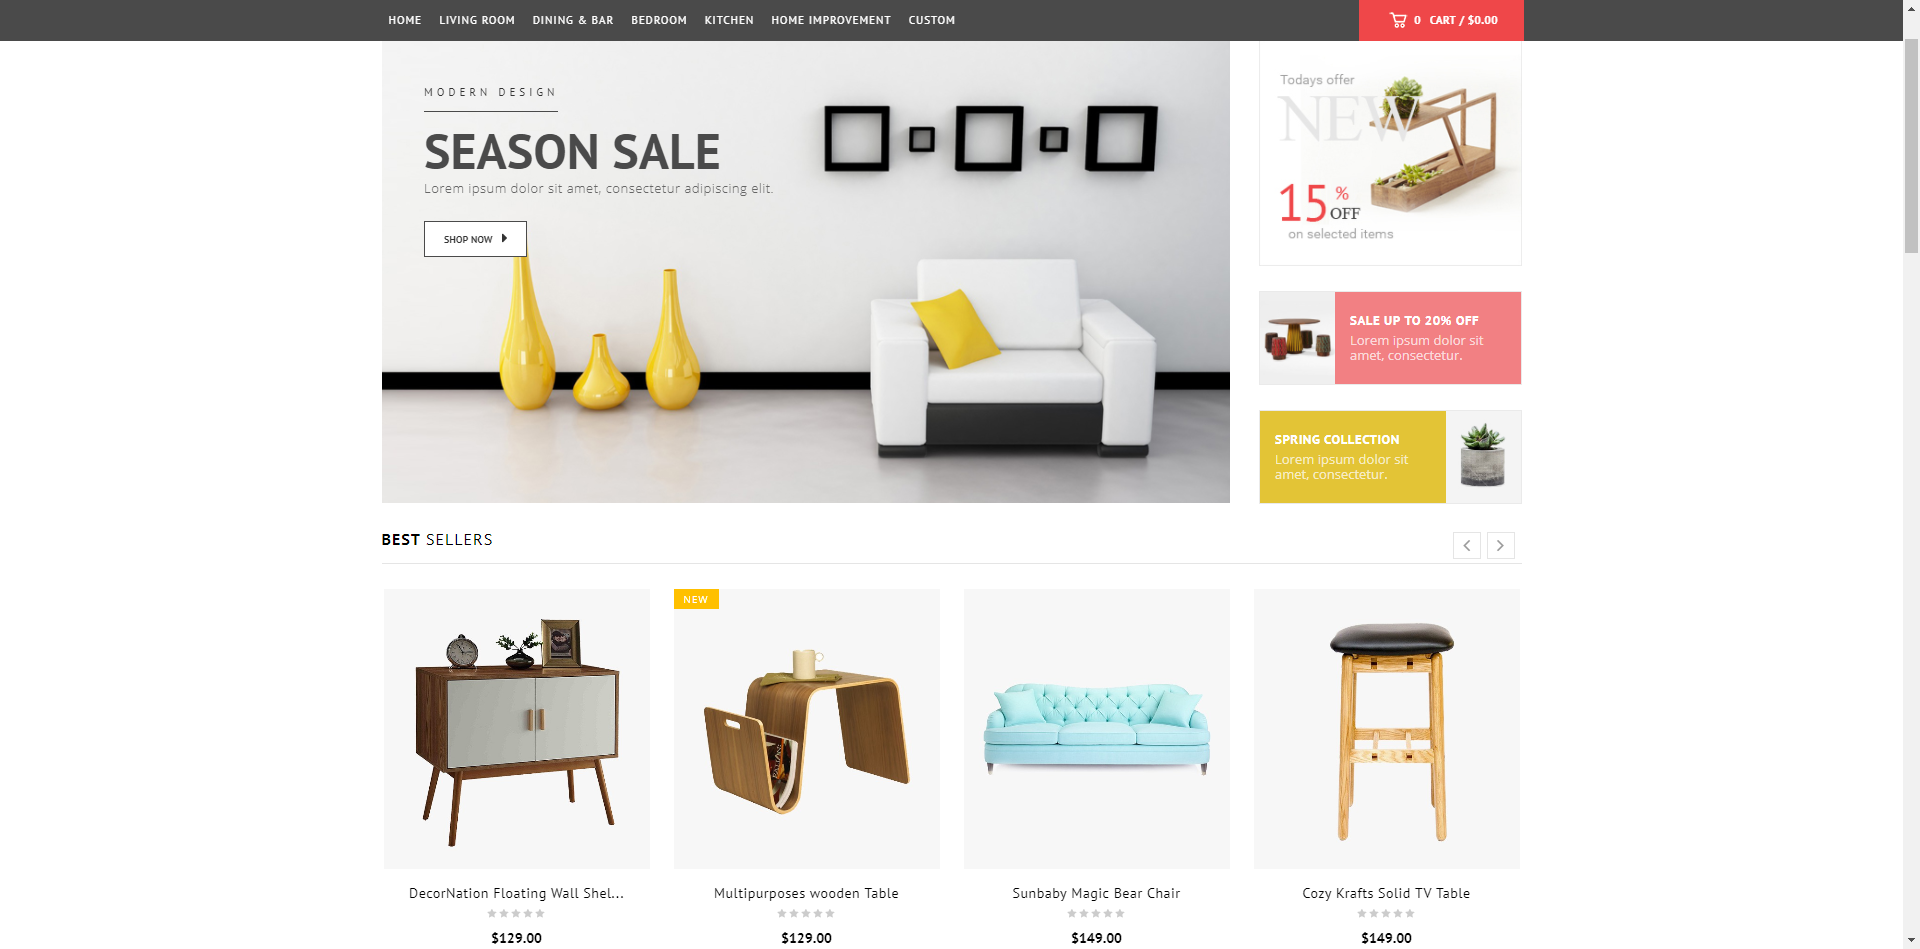 HOME LIVING ROOM DINING & BAR BEDROOM KITCHEN HOME IMPROVEMENT CUSTOM
0 CART / $0.00
MODERN DESIGN
SEASON SALE
Lorem ipsum dolor sit amet, consectetur adipiscing elit.
SHOP NOW
Todays offer
NEW
15%
OFF
on selected items
SALE UP TO 20% OFF
Lorem ipsum dolor sit
amet, consectetur.
SPRING COLLECTION
Lorem ipsum dolor sit
amet, consectetur.
BEST SELLERS
NEW
DecorNation Floating Wall Shel...
$129.00
Multipurposes wooden Table
$129.00
Sunbaby Magic Bear Chair
$149.00
Cozy Krafts Solid TV Table
$149.00